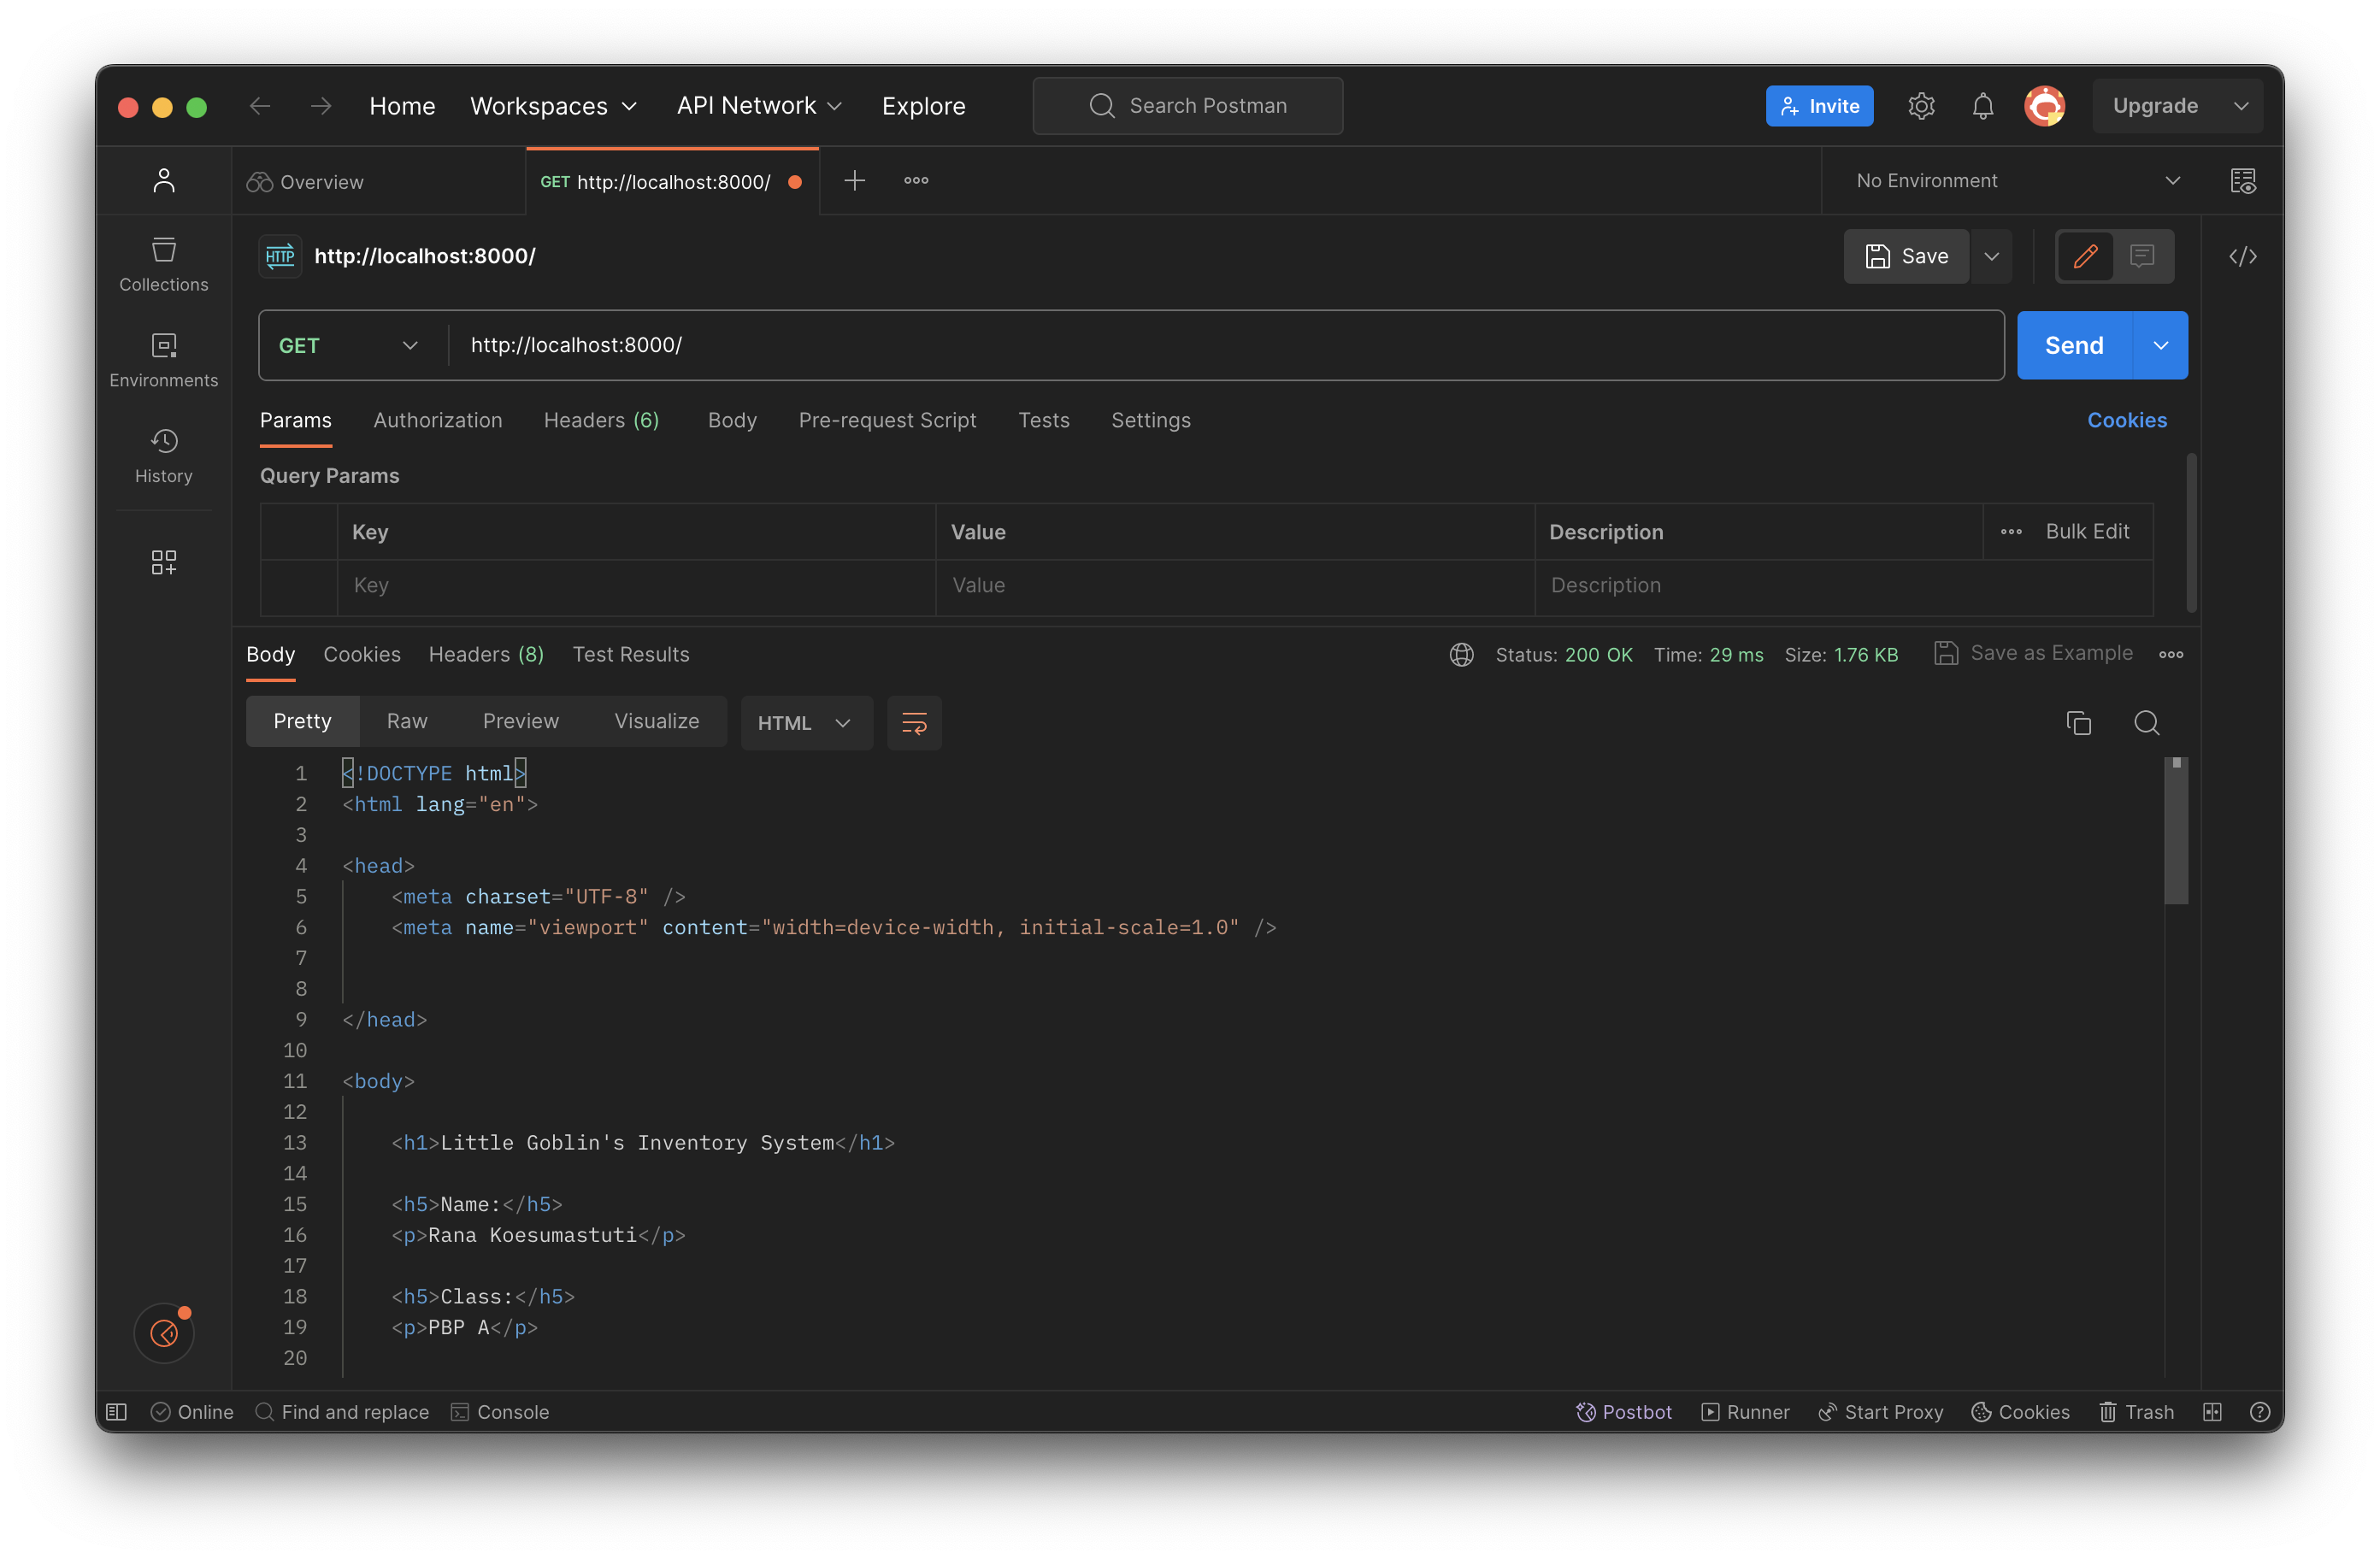 Home Workspaces API Network Explore Search Postman Invite Upgrade
Overview GET http://localhost:8000/ No Environment
Collections
Environments
History
HTTP http://localhost:8000/ Save
GET http://localhost:8000/ Send
Params Authorization Headers (6) Body Pre-request Script Tests Settings Cookies
Query Params
Key Value Description Bulk Edit
Key Value Description
Body Cookies Headers (8) Test Results Status: 200 OK Time: 29 ms Size: 1.76 KB Save as Example
Pretty Raw Preview Visualize HTML
1 <!DOCTYPE html>
2 <html lang="en">
3
4 <head>
5 <meta charset="UTF-8" />
6 <meta name="viewport" content="width=device-width, initial-scale=1.0" />
7
8
9 </head>
10
11 <body>
12
13 <h1>Little Goblin's Inventory System</h1>
14
15 <h5>Name:</h5>
16 <p>Rana Koesumastuti</p>
17
18 <h5>Class:</h5>
19 <p>PBP A</p>
20
Online Find and replace Console Postbot Runner Start Proxy Cookies Trash